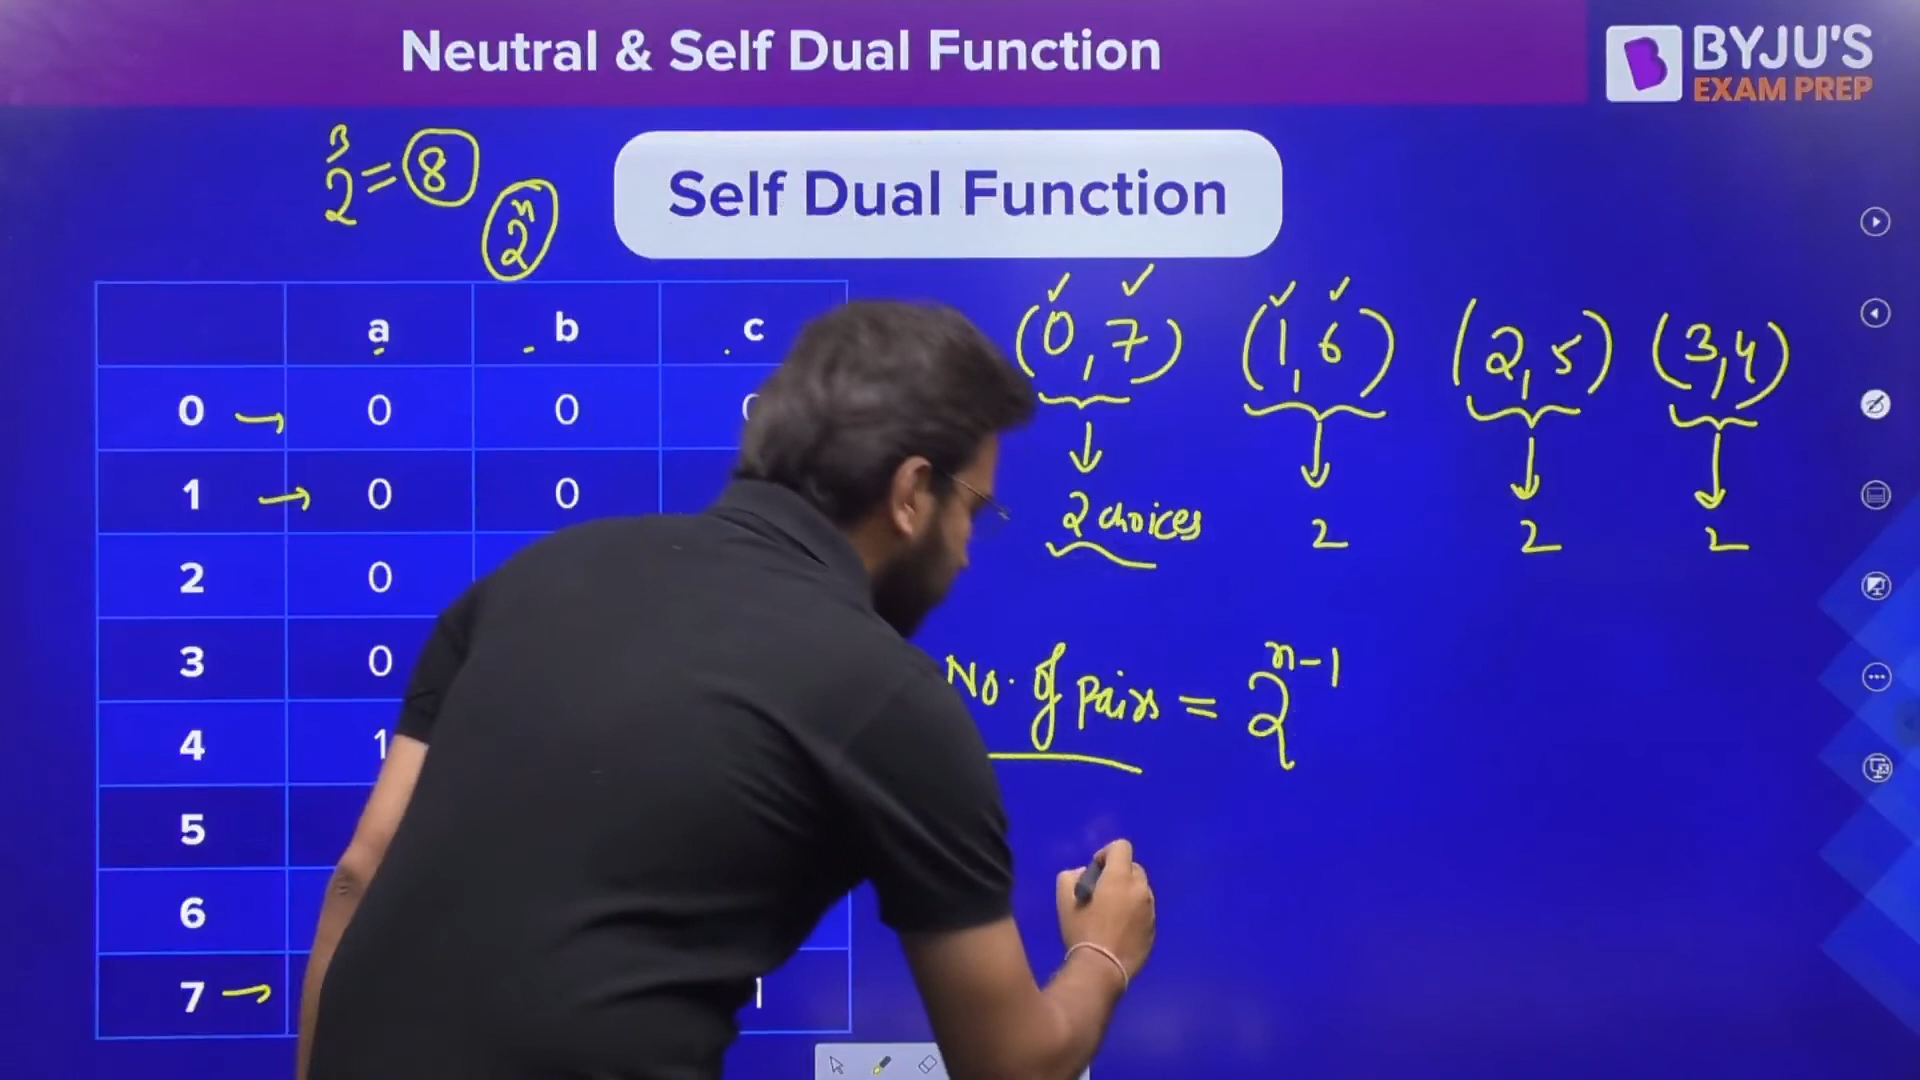 Neutral & Self Dual Function
BYJU'S
EXAM PREP
2³ = 8
2ⁿ
Self Dual Function
a b c
0 → 0 0
1 → 0 0
2 0
3 0
4 1
5
6
7 → 1
(0, 7) (1, 6) (2, 5) (3, 4)
2 choices 2 2 2
No. of pairs = 2ⁿ⁻¹